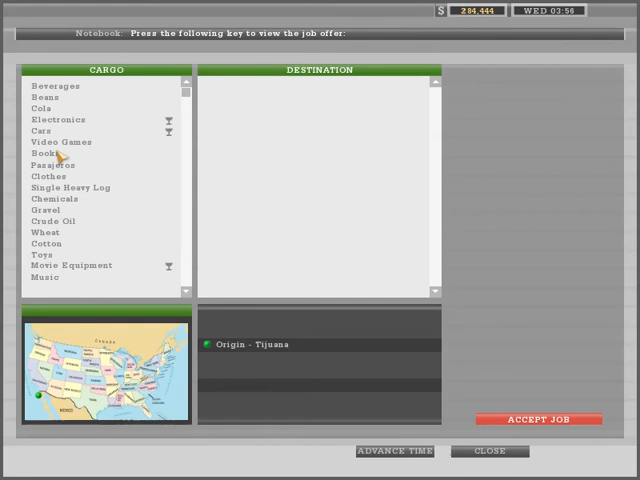 $ 284,444 WED 03:56
Notebook: Press the following key to view the job offer:
CARGO
DESTINATION
Beverages
Beans
Cola
Electronics
Cars
Video Games
Books
Pasajeros
Clothes
Single Heavy Log
Chemicals
Gravel
Crude Oil
Wheat
Cotton
Toys
Movie Equipment
Music
CANADA
MEXICO
Origin - Tijuana
ACCEPT JOB
ADVANCE TIME
CLOSE